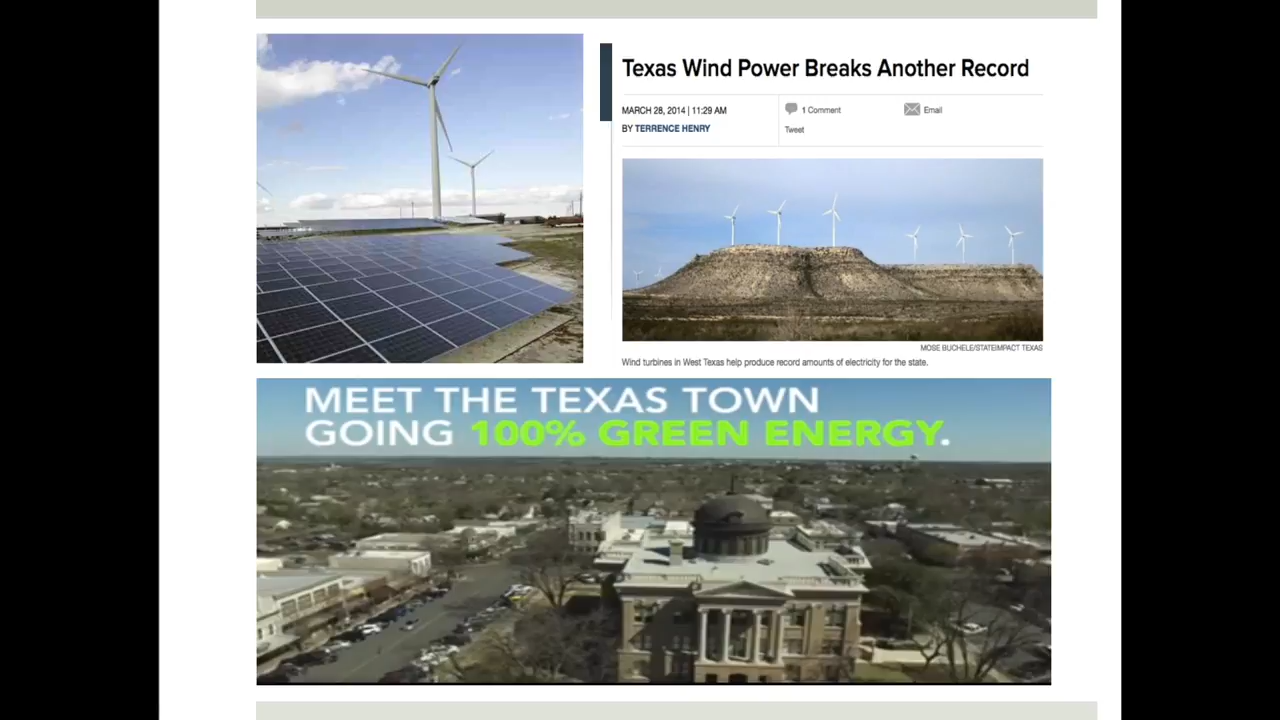 Texas Wind Power Breaks Another Record
MARCH 28, 2014 | 11:29 AM
1 Comment
Email
BY TERRENCE HENRY
Tweet
MOSE BUCHELE/STATEIMPACT TEXAS
Wind turbines in West Texas help produce record amounts of electricity for the state.
MEET THE TEXAS TOWN
GOING 100% GREEN ENERGY.